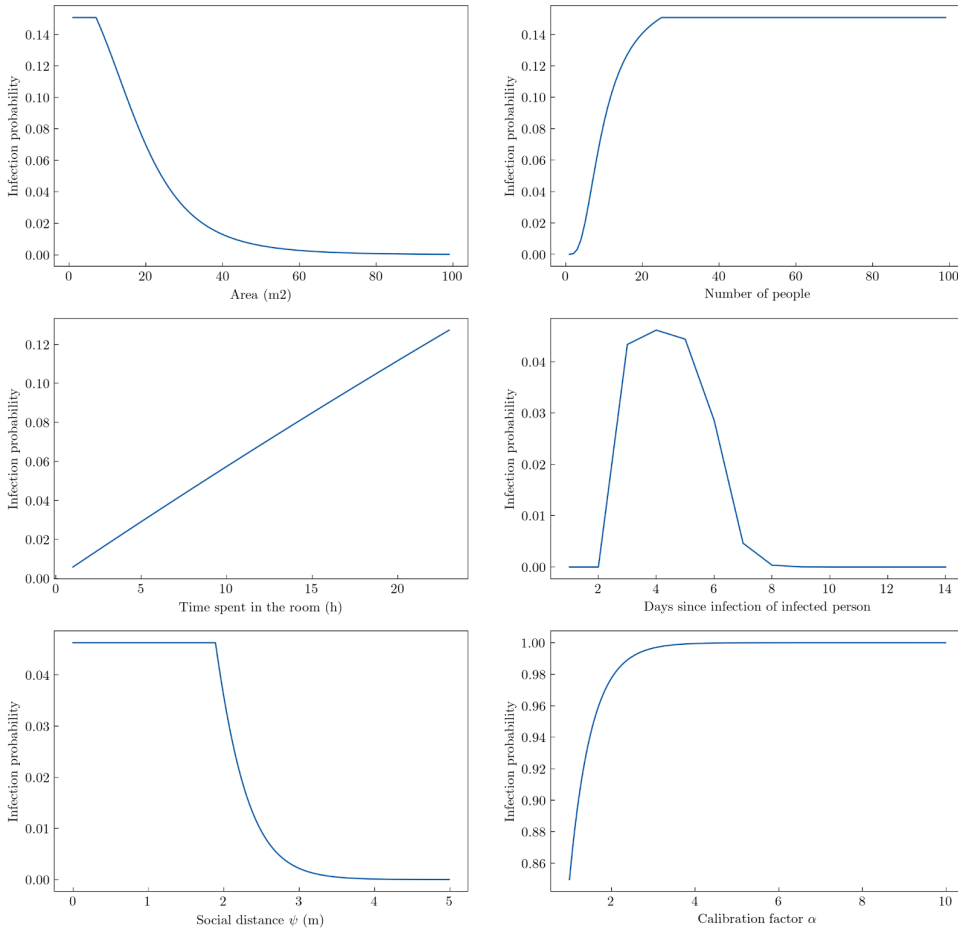 Infection probability
0.14
0.12
0.10
0.08
0.06
0.04
0.02
0.00
0 20 40 60 80 100
Area (m2)
Infection probability
0.14
0.12
0.10
0.08
0.06
0.04
0.02
0.00
0 20 40 60 80 100
Number of people
Infection probability
0.12
0.10
0.08
0.06
0.04
0.02
0.00
0 5 10 15 20
Time spent in the room (h)
Infection probability
0.04
0.03
0.02
0.01
0.00
2 4 6 8 10 12 14
Days since infection of infected person
Infection probability
0.04
0.03
0.02
0.01
0.00
0 1 2 3 4 5
Social distance ψ (m)
Infection probability
1.00
0.98
0.96
0.94
0.92
0.90
0.88
0.86
2 4 6 8 10
Calibration factor α